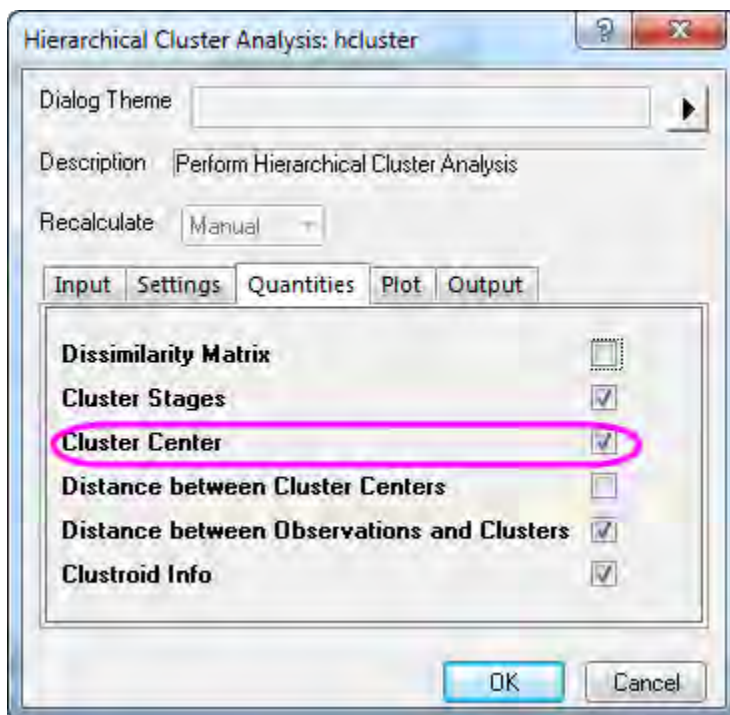 Hierarchical Cluster Analysis: hcluster
Dialog Theme
Description Perform Hierarchical Cluster Analysis
Recalculate Manual
Input Settings Quantities Plot Output
Dissimilarity Matrix
Cluster Stages
Cluster Center
Distance between Cluster Centers
Distance between Observations and Clusters
Clustroid Info
OK Cancel